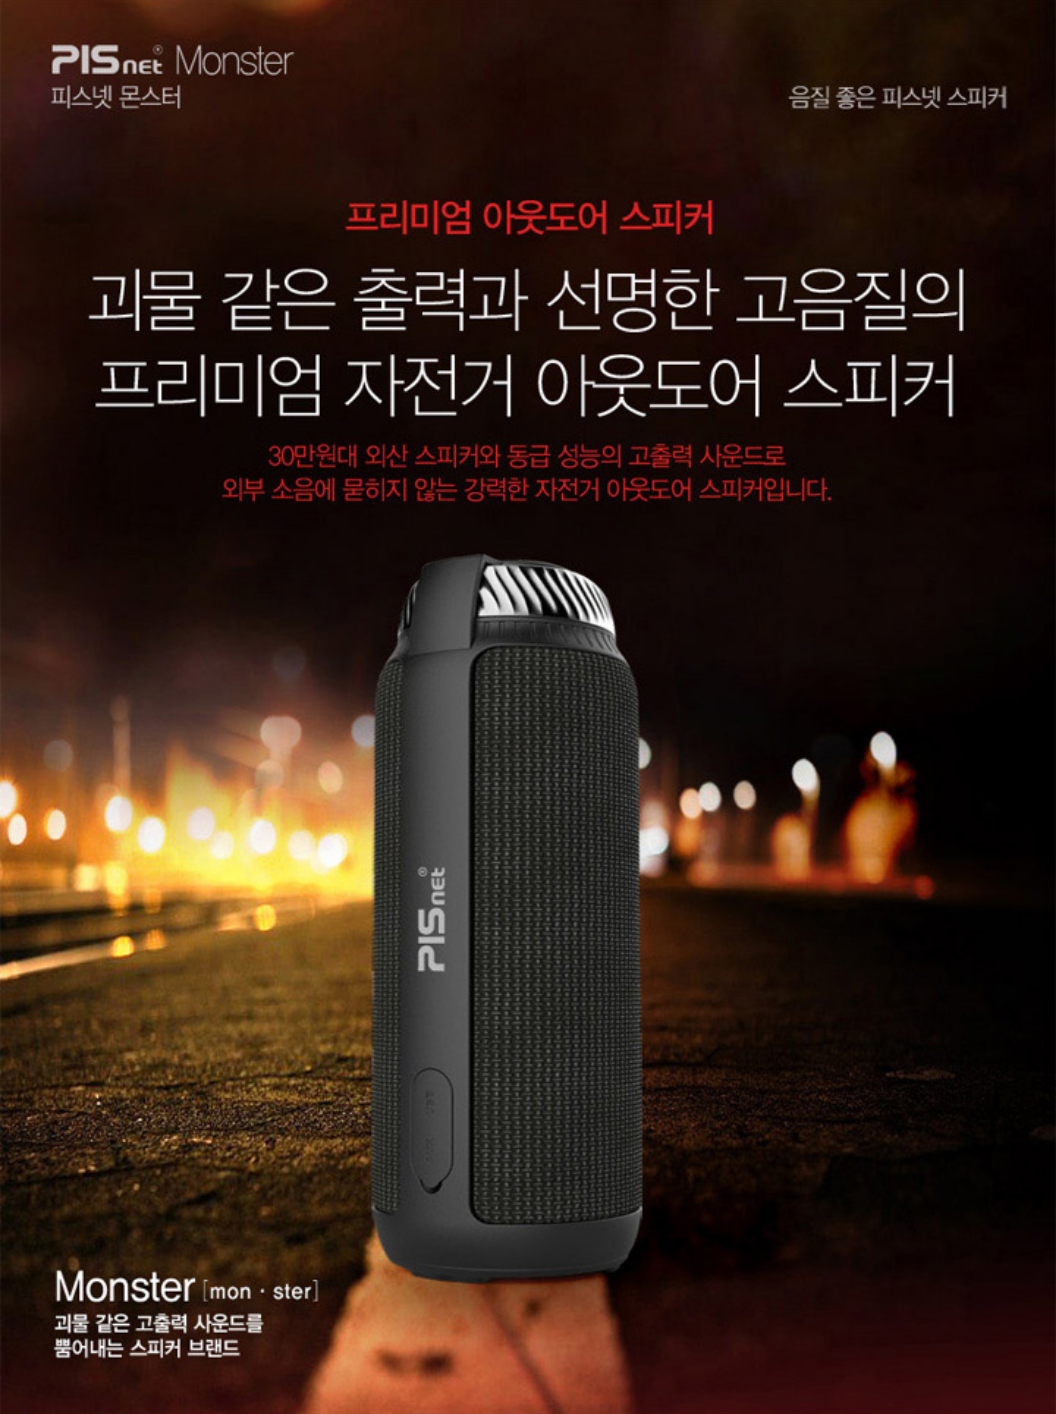 PISnet® Monster
피스넷 몬스터
음질 좋은 피스넷 스피커
프리미엄 아웃도어 스피커
괴물 같은 출력과 선명한 고음질의
프리미엄 자전거 아웃도어 스피커
30만원대 외산 스피커와 동급 성능의 고출력 사운드로
외부 소음에 묻히지 않는 강력한 자전거 아웃도어 스피커입니다.
PISnet®
Monster [mon · ster]
괴물 같은 고출력 사운드를
뿜어내는 스피커 브랜드